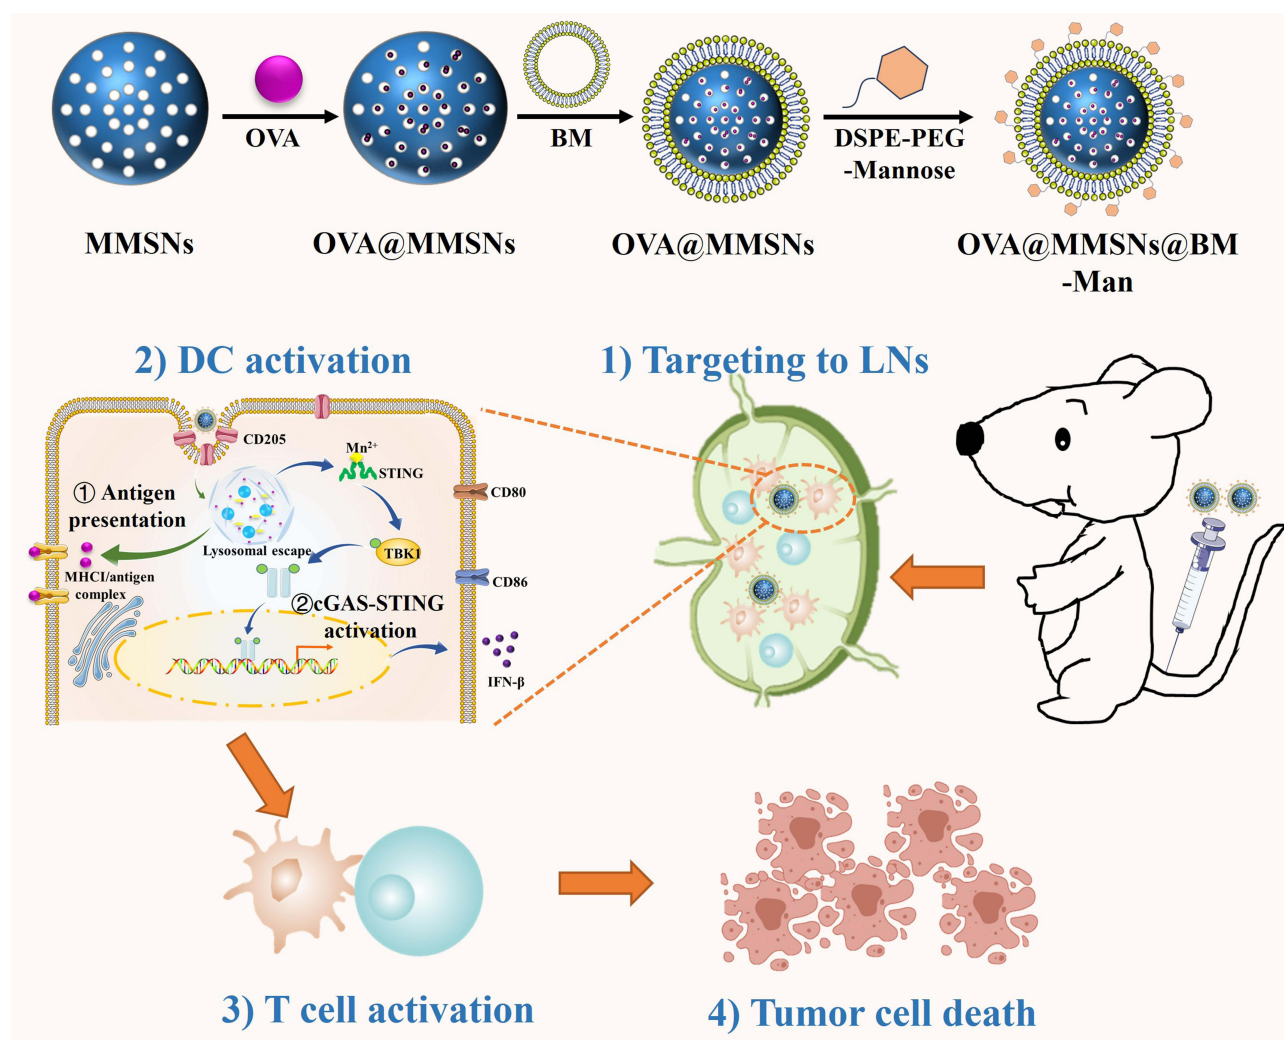 OVA
BM
DSPE-PEG
-Mannose
MMSNs
OVA@MMSNs
OVA@MMSNs
OVA@MMSNs@BM
-Man
2) DC activation
1) Targeting to LNs
CD205
Mn²⁺
STING
① Antigen
presentation
CD80
Lysosomal escape
TBK1
MHCI/antigen
complex
CD86
②cGAS-STING
activation
IFN-β
3) T cell activation
4) Tumor cell death